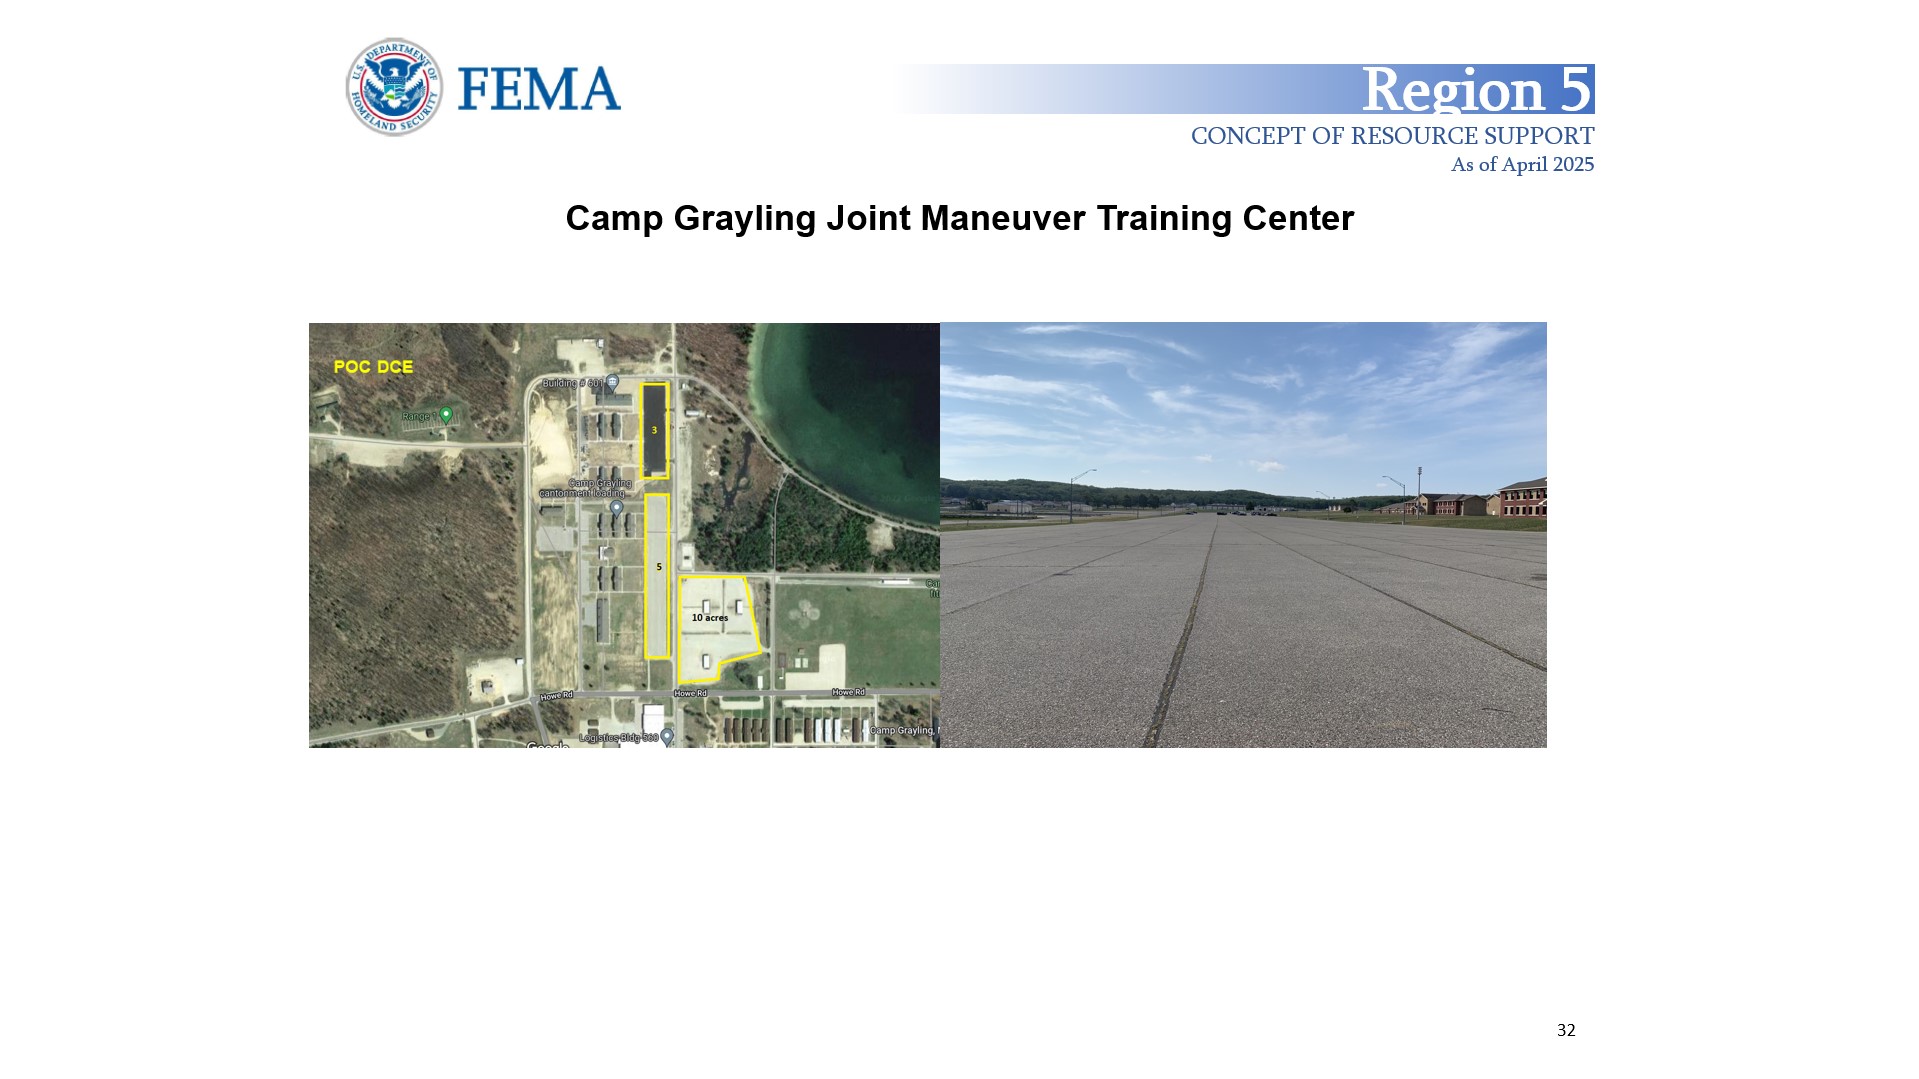 U.S. DEPARTMENT OF
HOMELAND SECURITY
FEMA
Region 5
CONCEPT OF RESOURCE SUPPORT
As of April 2025
Camp Grayling Joint Maneuver Training Center
POC DCE
Building # 601
Range
3
Camp Grayling
cantonment loading
5
10 acres
Howe Rd
Howe Rd
Howe Rd
Logistics Bldg 560
Camp Grayling,
Google
32